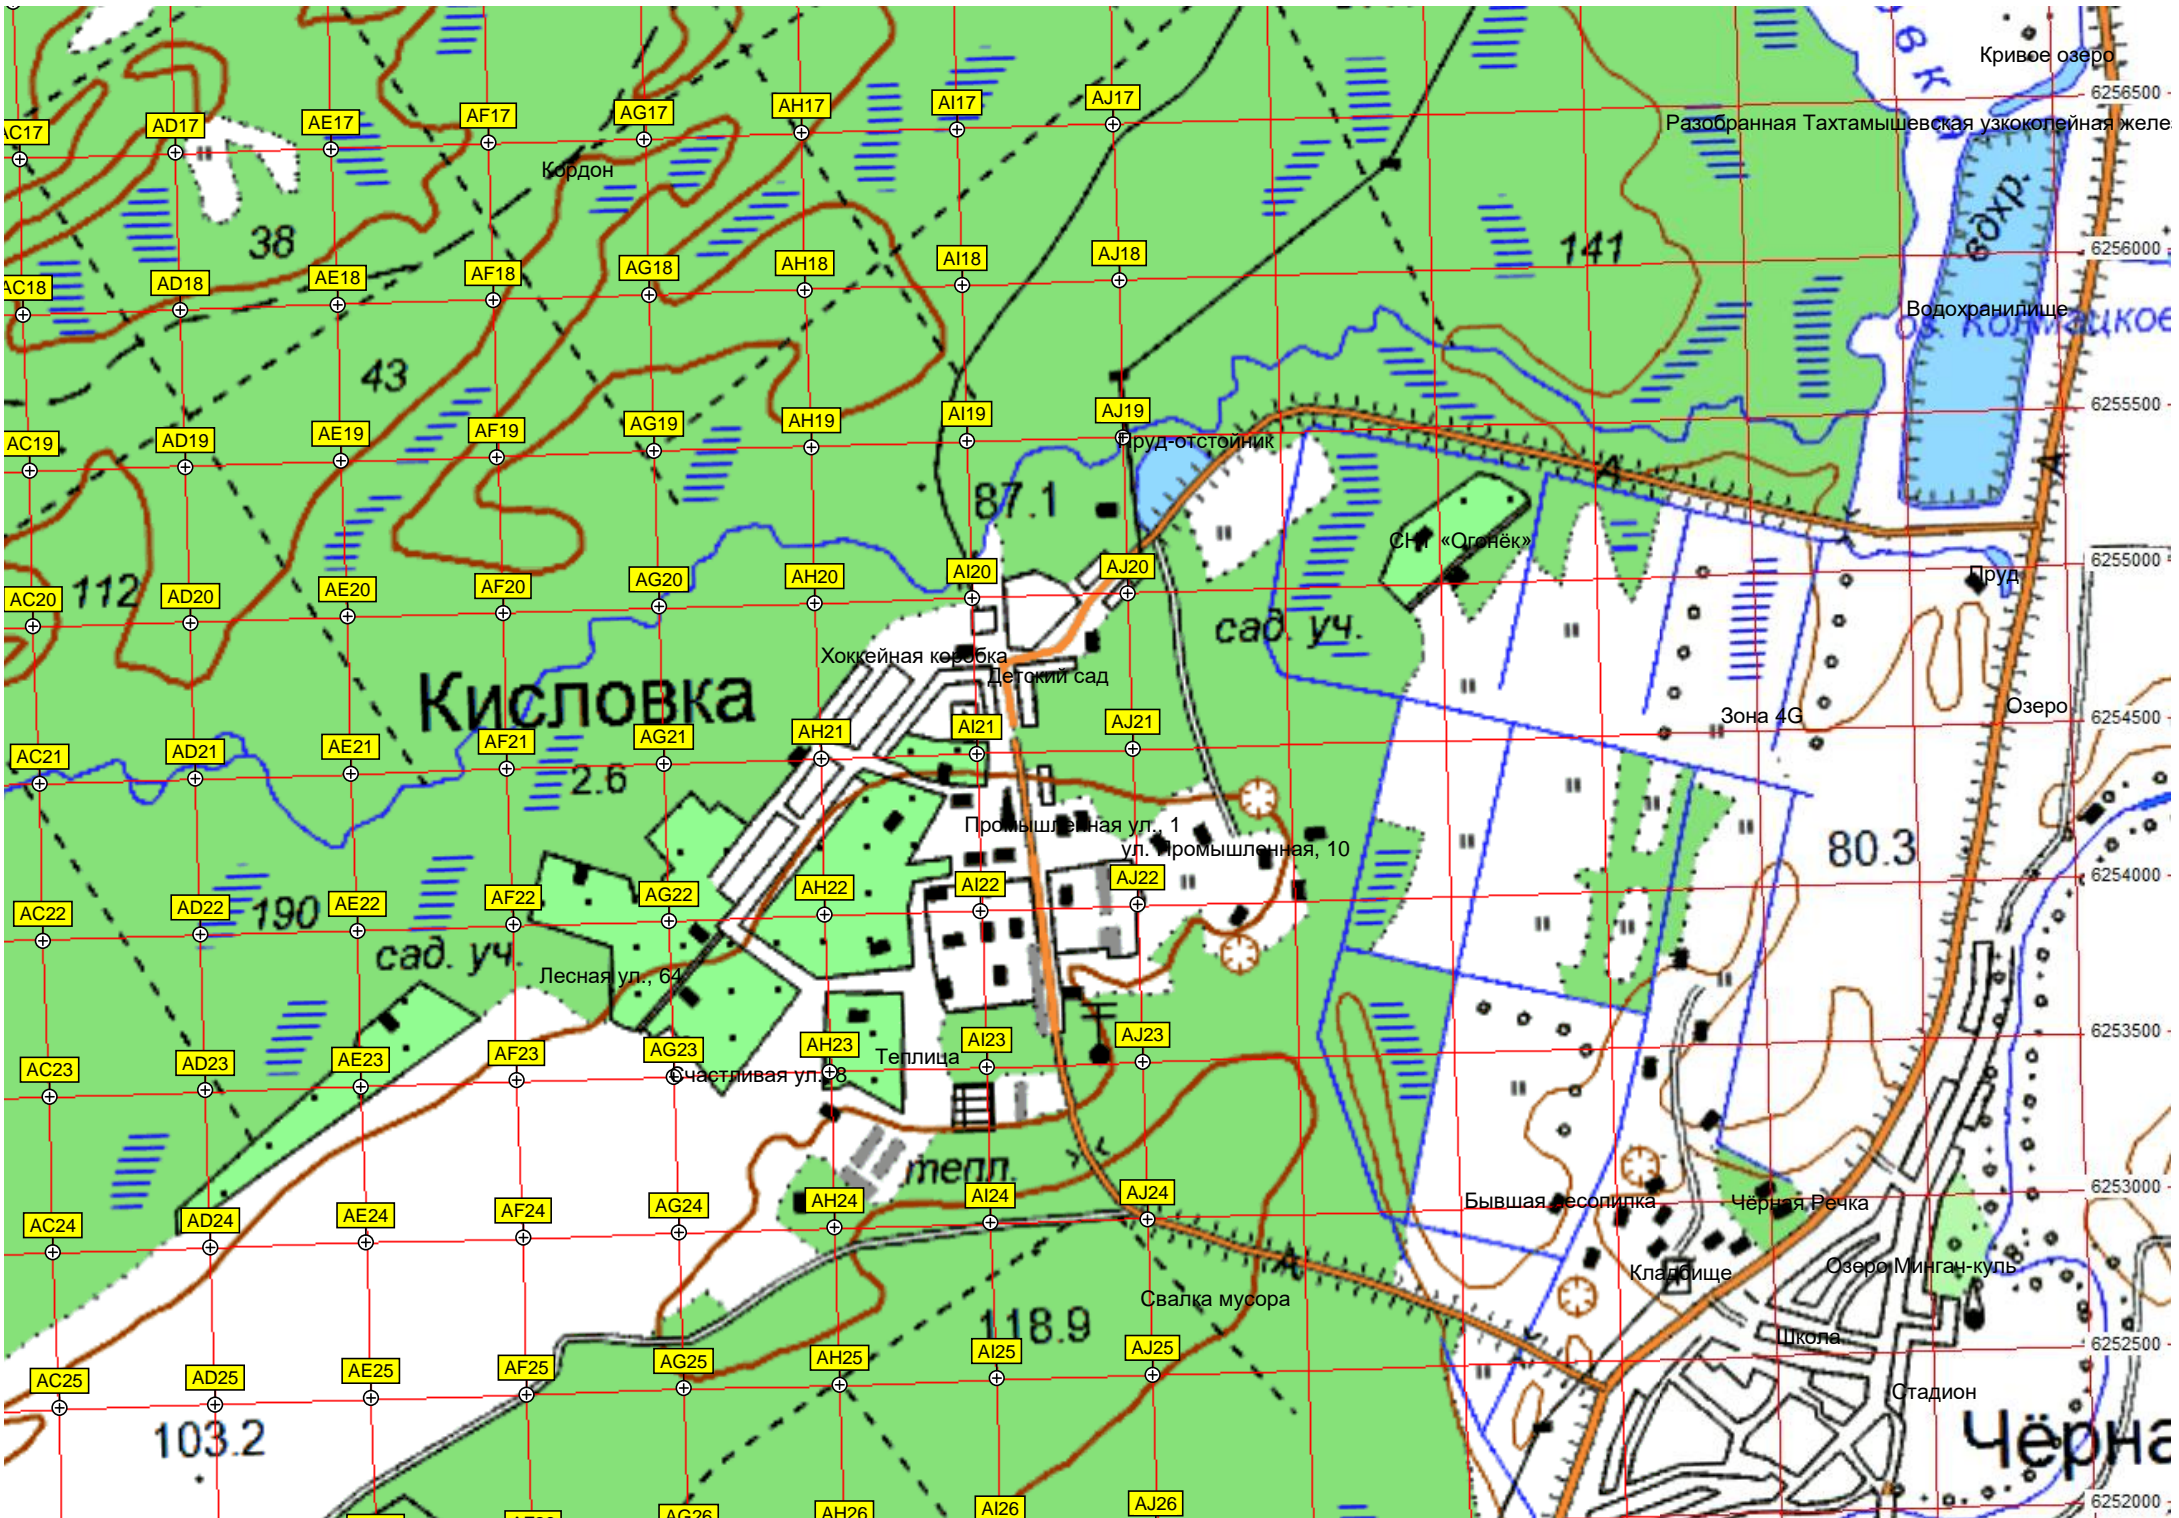 Кривое озеро
6256500
AC17 AD17 AE17 AF17 AG17 AH17 AI17 AJ17
Разобранная Тахтамышевская узкоколейная желе
Кордон
вдхр.
38
141
6256000
AC18 AD18 AE18 AF18 AG18 AH18 AI18 AJ18
Водохранилище
43
6255500
AC19 AD19 AE19 AF19 AG19 AH19 AI19 AJ19
Пруд-отстойник
87.1
СНТ «Огонёк»
6255000
Пруд
112
AC20 AD20 AE20 AF20 AG20 AH20 AI20 AJ20
сад. уч.
Хоккейная коробка
Детский сад
Кисловка
Озеро
Зона 4G
6254500
AC21 AD21 AE21 AF21 AG21 AH21 AI21 AJ21
2.6
Промышленная ул., 1
ул. Промышленная, 10
80.3
6254000
AC22 AD22 AE22 AF22 AG22 AH22 AI22 AJ22
190
сад. уч.
Лесная ул., 64
6253500
AC23 AD23 AE23 AF23 AG23 AH23 AI23 AJ23
Теплица
Счастливая ул., 8
тепл.
6253000
AC24 AD24 AE24 AF24 AG24 AH24 AI24 AJ24
Бывшая лесопилка
Чёрная Речка
Кладбище
Озеро Мингач-куль
Свалка мусора
118.9
Школа
6252500
AC25 AD25 AE25 AF25 AG25 AH25 AI25 AJ25
Стадион
103.2
Чёрна
6252000
AG26 AH26 AI26 AJ26